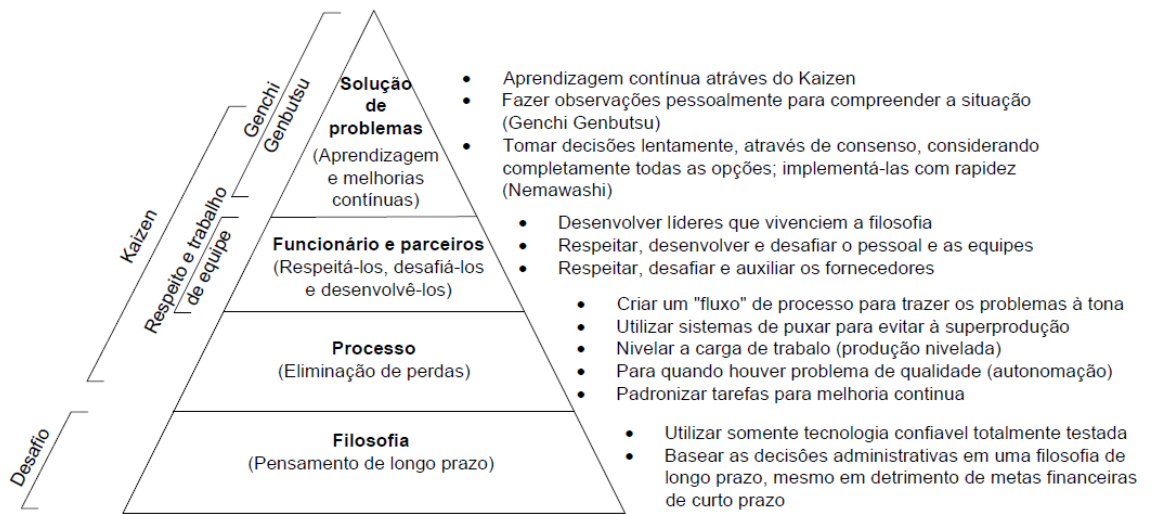 Genchi
Genbutsu
Kaizen
Respeito e trabalho
de equipe
Desafio
Solução
de
problemas
(Aprendizagem
e melhorias
contínuas)
• Aprendizagem contínua atráves do Kaizen
• Fazer observações pessoalmente para compreender a situação
(Genchi Genbutsu)
• Tomar decisões lentamente, através de consenso, considerando
completamente todas as opções; implementá-las com rapidez
(Nemawashi)
Funcionário e parceiros
(Respeitá-los, desafiá-los
e desenvolvê-los)
• Desenvolver líderes que vivenciem a filosofia
• Respeitar, desenvolver e desafiar o pessoal e as equipes
• Respeitar, desafiar e auxiliar os fornecedores
Processo
(Eliminação de perdas)
• Criar um "fluxo" de processo para trazer os problemas à tona
• Utilizar sistemas de puxar para evitar à superprodução
• Nivelar a carga de trabalo (produção nivelada)
• Para quando houver problema de qualidade (autonomação)
• Padronizar tarefas para melhoria continua
Filosofia
(Pensamento de longo prazo)
• Utilizar somente tecnologia confiavel totalmente testada
• Basear as decisôes administrativas em uma filosofia de
longo prazo, mesmo em detrimento de metas financeiras
de curto prazo